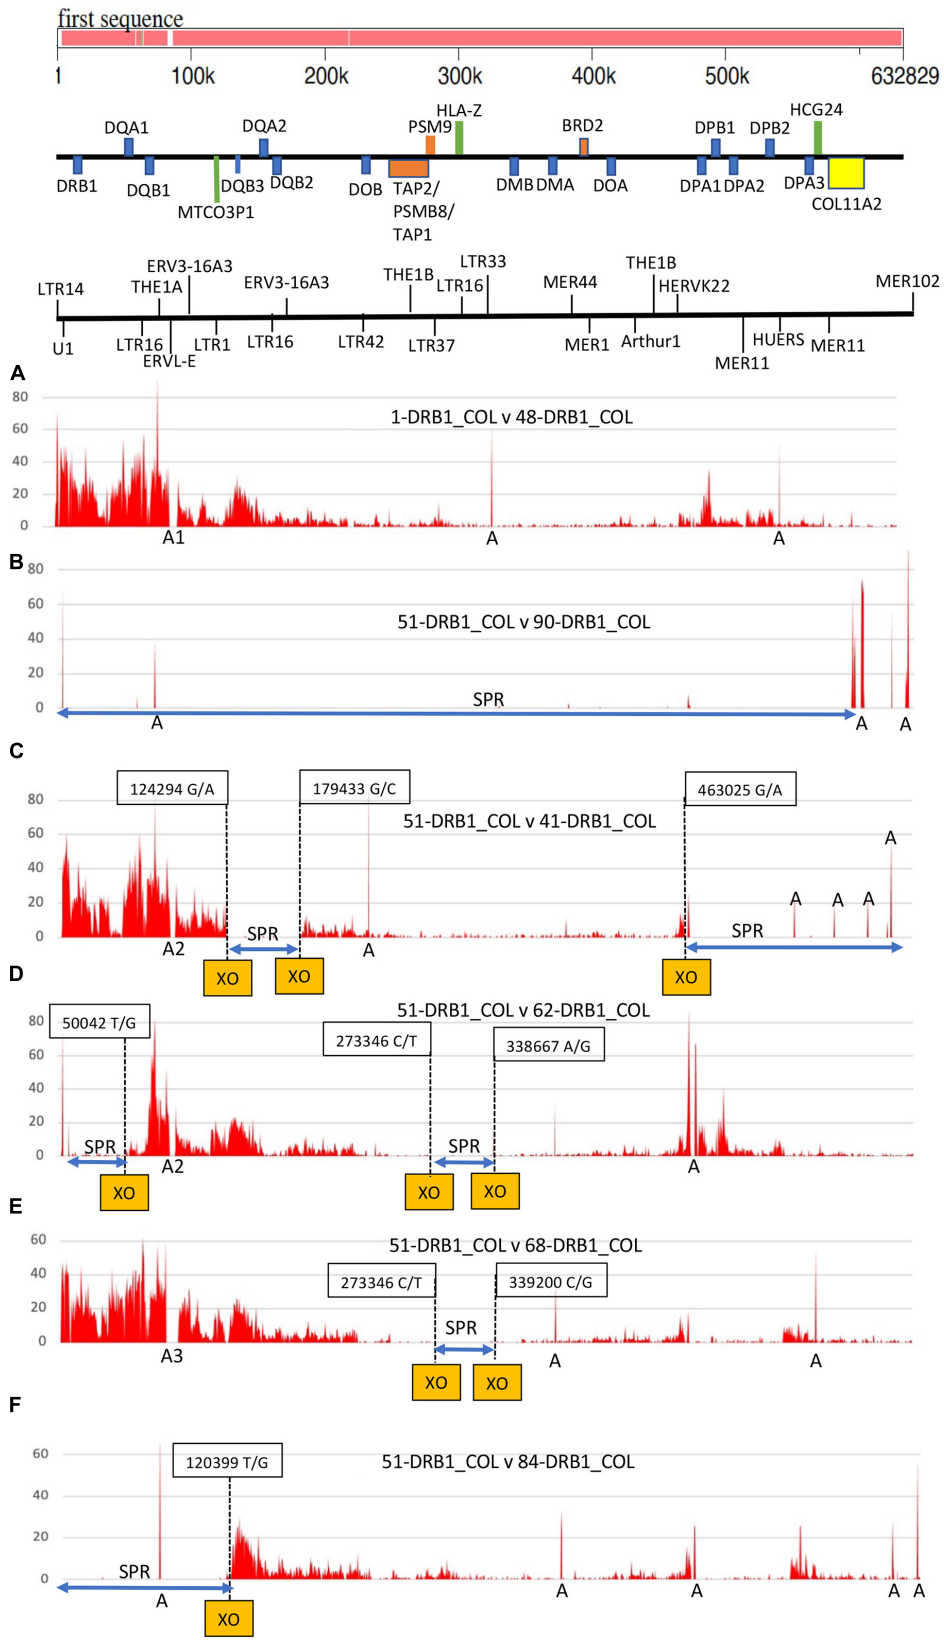 first sequence
1 100k 200k 300k 400k 500k 632829
HLA-Z
HCG24
DQA1 DQA2 PSM9 BRD2 DPB1 DPB2
DRB1 DQB1 DQB3 DQB2 DOB TAP2/ DMB DMA DOA DPA1 DPA2 DPA3
MTCO3P1 PSMB8/ COL11A2
TAP1
ERV3-16A3 LTR33 THE1B
LTR14 THE1A ERV3-16A3 THE1B LTR16 MER44 HERVK22 MER102
U1 LTR16 LTR1 LTR16 LTR42 LTR37 MER1 Arthur1 HUERS MER11
ERVL-E MER11
A
80
60
40
20
0
1-DRB1_COL v 48-DRB1_COL
A1 A A
B
80
60
40
20
0
51-DRB1_COL v 90-DRB1_COL
SPR
A A A
C
124294 G/A 179433 G/C 463025 G/A
80
60
40
20
0
51-DRB1_COL v 41-DRB1_COL
A
A A A
SPR SPR
A2 A
XO XO XO
D
51-DRB1_COL v 62-DRB1_COL
50042 T/G 273346 C/T 338667 A/G
80
60
40
20
0
SPR SPR
A2 A
XO XO XO
E
51-DRB1_COL v 68-DRB1_COL
273346 C/T 339200 C/G
60
40
20
0
SPR
A3 A A
XO XO
F
120399 T/G 51-DRB1_COL v 84-DRB1_COL
60
40
20
0
SPR
A A A A A
XO